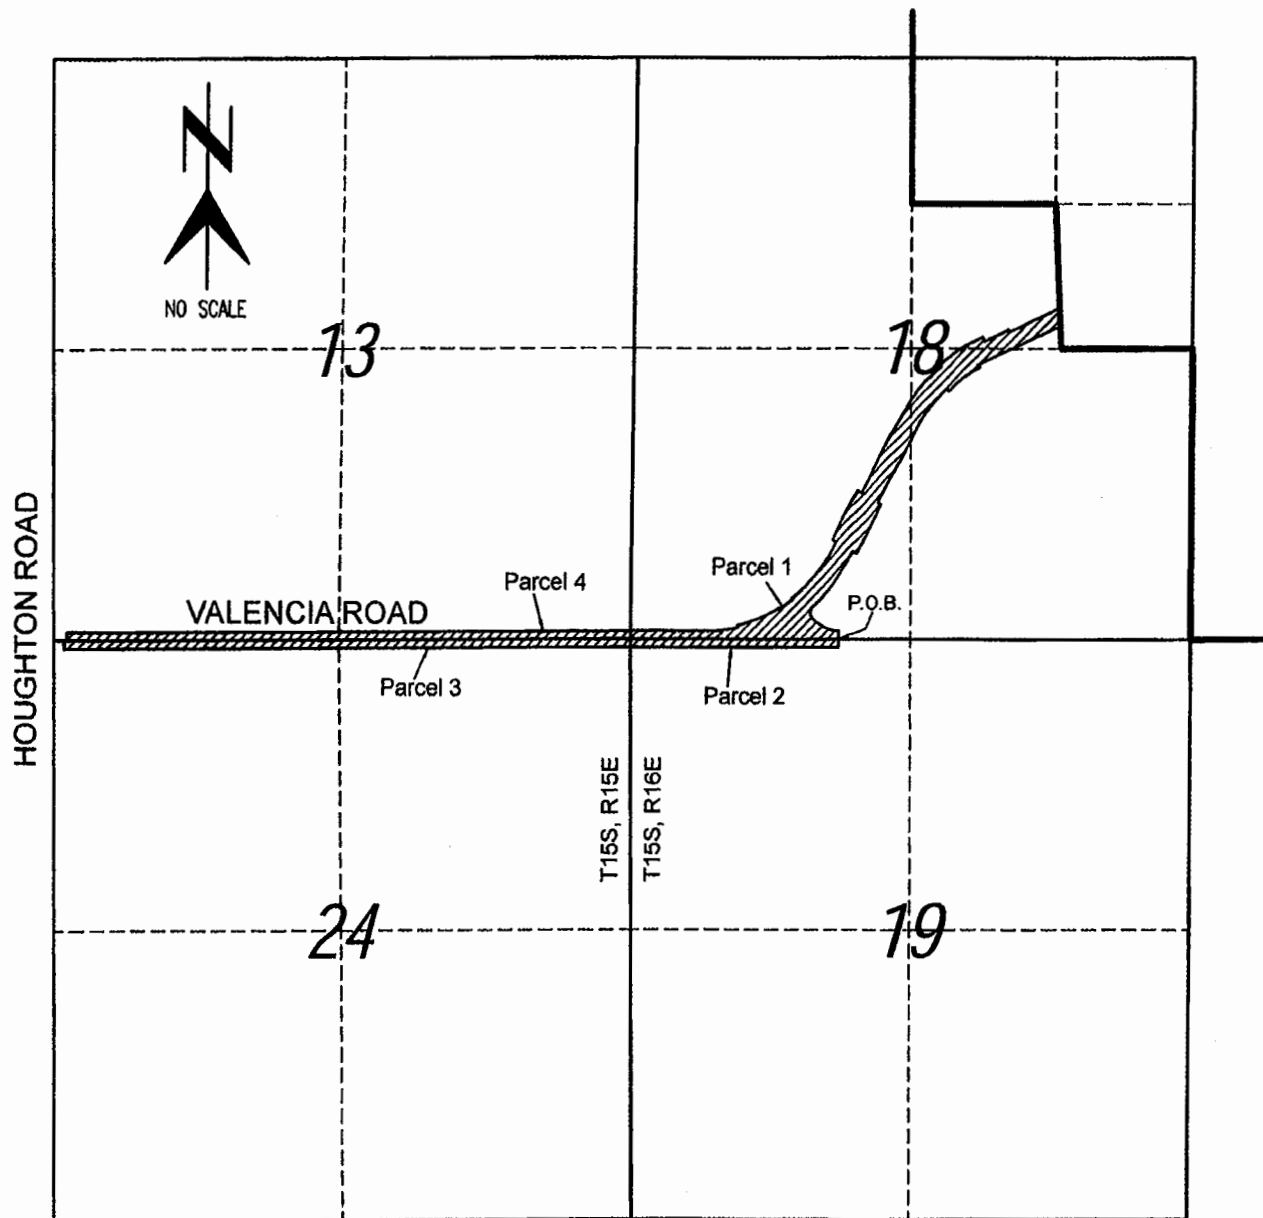 N
NO SCALE
13
18
HOUGHTON ROAD
VALENCIA ROAD
Parcel 4
Parcel 1
P.O.B.
Parcel 3
Parcel 2
T15S, R15E
T15S, R16E
24
19